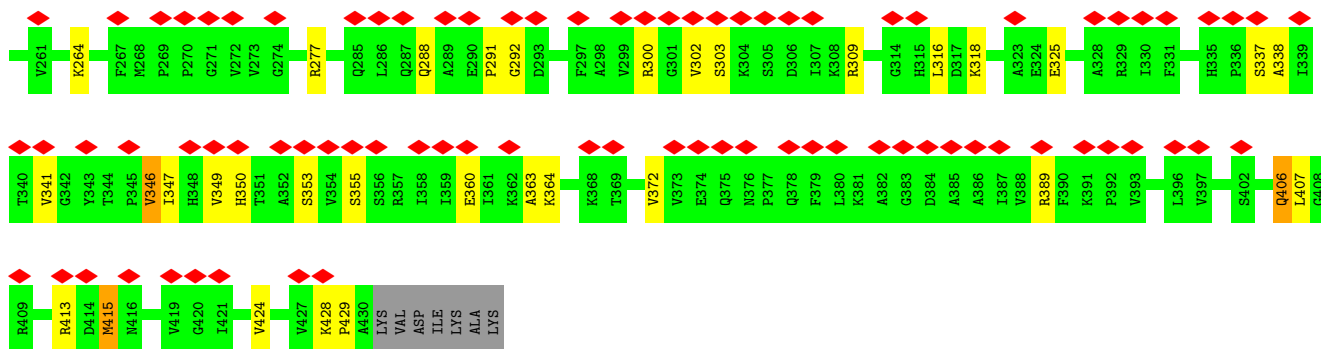 V261 K264 F267 M268 P269 P270 G271 V272 V273 G274 R277 Q285 L286 Q287 Q288 A289 E290 P291 G292 D293 F297 A298 V299 R300 G301 V302 S303 K304 S305 D306 I307 K308 R309 G314 H315 L316 D317 K318 A323 E324 E325 A328 R329 I330 F331 H335 P336 S337 A338 I339
T340 V341 G342 Y343 T344 P345 V346 I347 H348 V349 H350 T351 A352 S353 V354 S355 S356 R357 I358 I359 E360 I361 K362 A363 K364 K368 T369 V372 V373 E374 Q375 N376 P377 Q378 F379 L380 K381 A382 G383 D384 A385 A386 I387 V388 R389 F390 K391 P392 V393 L396 V397 S402 Q406 L407 G408
R409 R413 D414 M415 N416 V419 G420 I421 V424 V427 K428 P429 A430 LYS VAL ASP ILE LYS ALA LYS